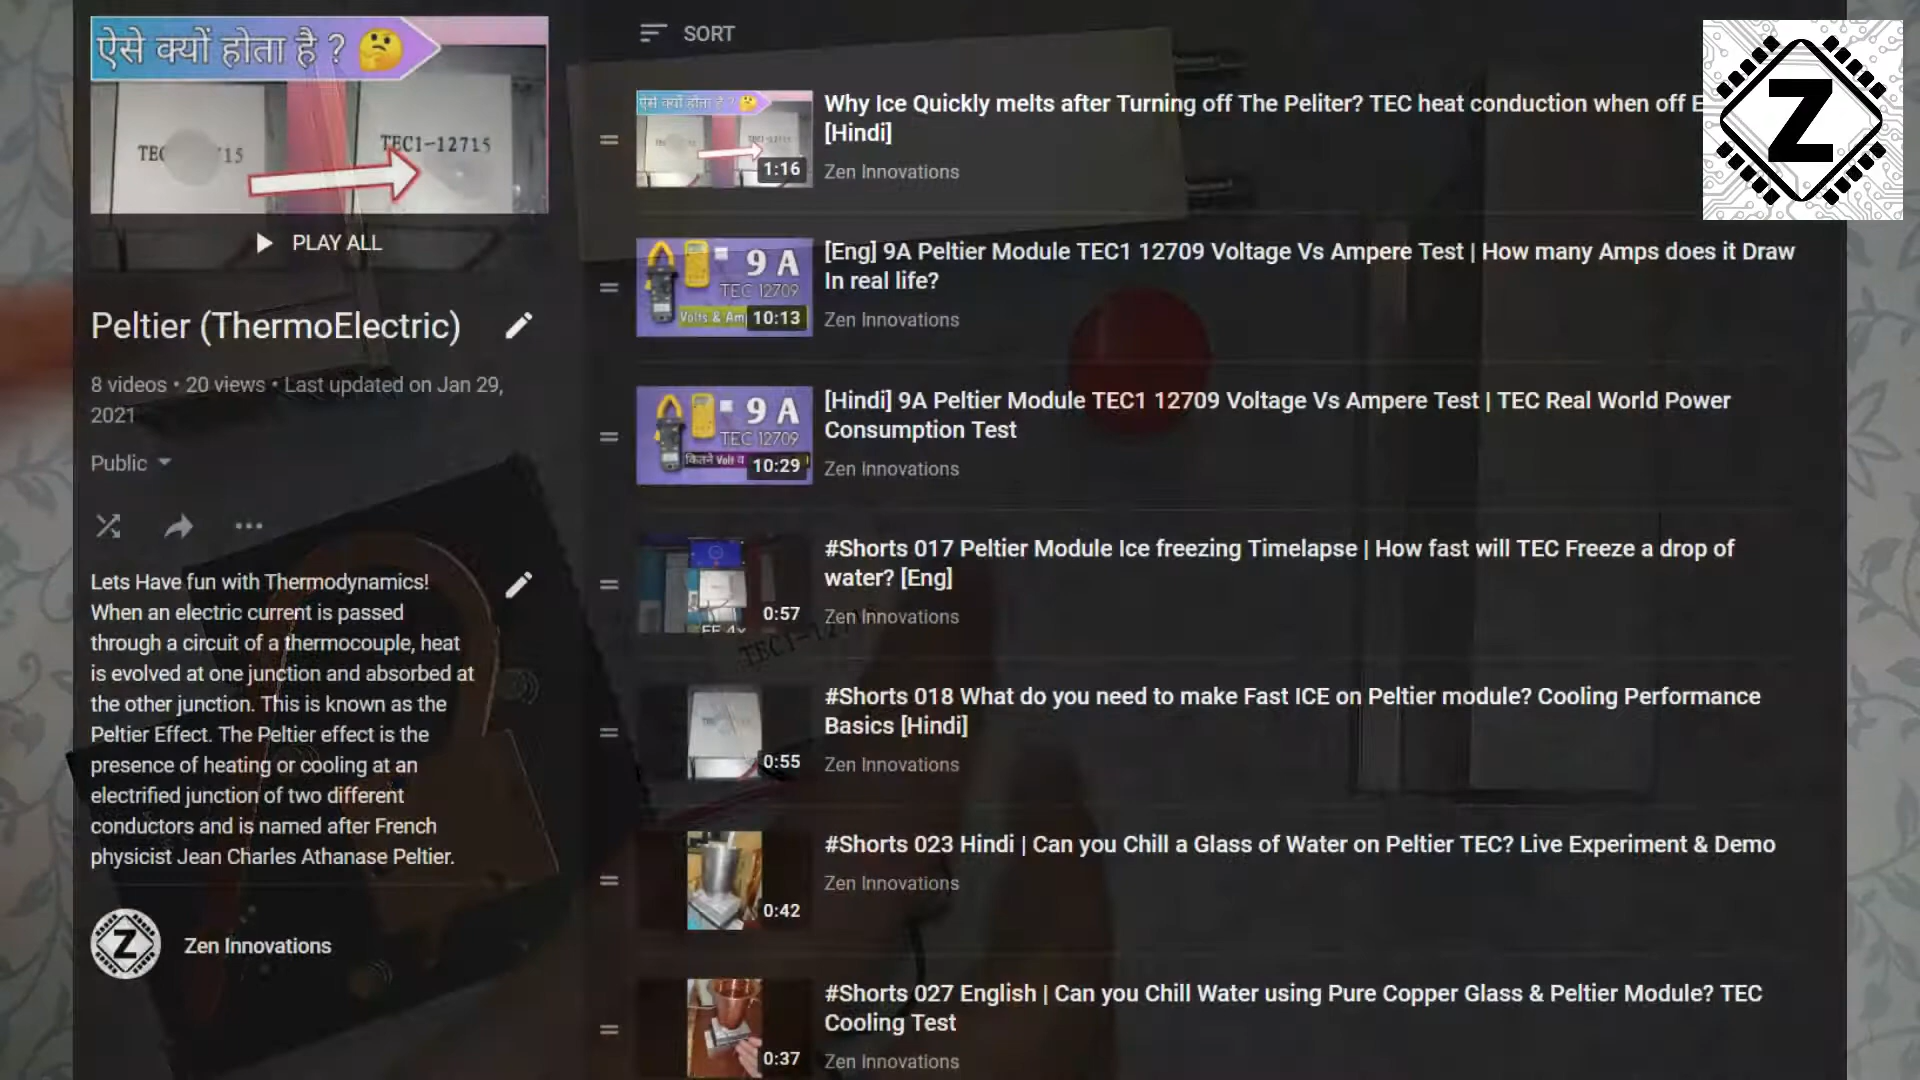 ऐसे क्यों होता है ? 🤔
TEC1-12715
PLAY ALL
Peltier (ThermoElectric)
8 videos • 20 views • Last updated on Jan 29,
2021
Public
Lets Have fun with Thermodynamics!
When an electric current is passed
through a circuit of a thermocouple, heat
is evolved at one junction and absorbed at
the other junction. This is known as the
Peltier Effect. The Peltier effect is the
presence of heating or cooling at an
electrified junction of two different
conductors and is named after French
physicist Jean Charles Athanase Peltier.
Z
Zen Innovations
SORT
ऐसे क्यों होता है ? 🤔
1:16
Why Ice Quickly melts after Turning off The Peliter? TEC heat conduction when off
[Hindi]
Zen Innovations
9 A
TEC 12709
Volts &
10:13
[Eng] 9A Peltier Module TEC1 12709 Voltage Vs Ampere Test | How many Amps does it Draw
In real life?
Zen Innovations
9 A
TEC 12709
कितने Volt व
10:29
[Hindi] 9A Peltier Module TEC1 12709 Voltage Vs Ampere Test | TEC Real World Power
Consumption Test
Zen Innovations
0:57
#Shorts 017 Peltier Module Ice freezing Timelapse | How fast will TEC Freeze a drop of
water? [Eng]
Zen Innovations
0:55
#Shorts 018 What do you need to make Fast ICE on Peltier module? Cooling Performance
Basics [Hindi]
Zen Innovations
0:42
#Shorts 023 Hindi | Can you Chill a Glass of Water on Peltier TEC? Live Experiment & Demo
Zen Innovations
0:37
#Shorts 027 English | Can you Chill Water using Pure Copper Glass & Peltier Module? TEC
Cooling Test
Zen Innovations
Z